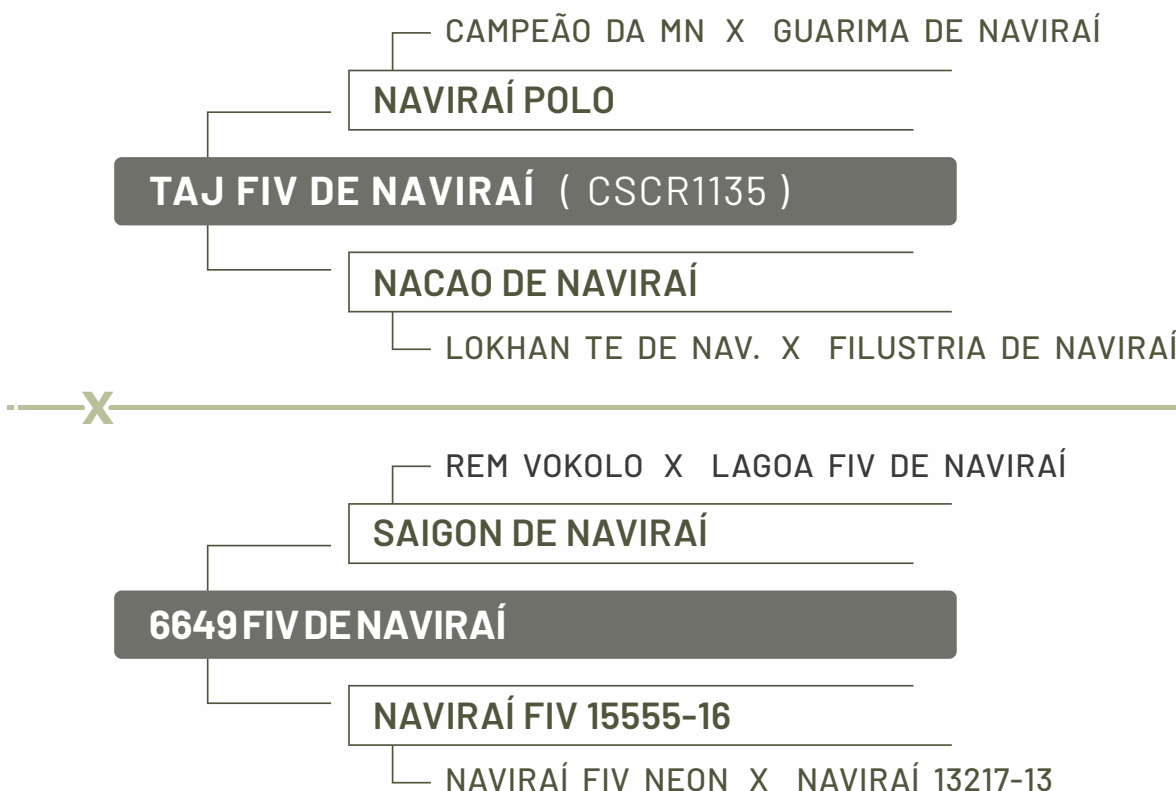 CAMPEÃO DA MN X GUARIMA DE NAVIRAÍ
NAVIRAÍ POLO
TAJ FIV DE NAVIRAÍ ( CSCR1135 )
NACAO DE NAVIRAÍ
LOKHAN TE DE NAV. X FILUSTRIA DE NAVIRAÍ
X
REM VOKOLO X LAGOA FIV DE NAVIRAÍ
SAIGON DE NAVIRAÍ
6649 FIV DE NAVIRAÍ
NAVIRAÍ FIV 15555-16
NAVIRAÍ FIV NEON X NAVIRAÍ 13217-13